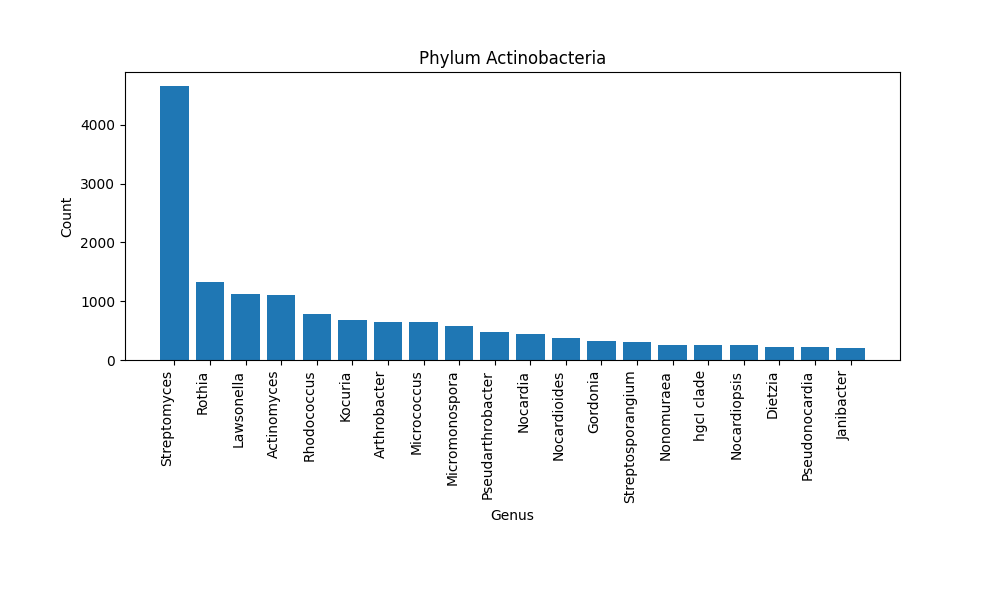 Phylum Actinobacteria
Count
4000
3000
2000
1000
0
Streptomyces
Rothia
Lawsonella
Actinomyces
Rhodococcus
Kocuria
Arthrobacter
Micrococcus
Micromonospora
Pseudarthrobacter
Nocardia
Nocardioides
Gordonia
Streptosporangium
Nonomuraea
hgcI clade
Nocardiopsis
Dietzia
Pseudonocardia
Janibacter
Genus